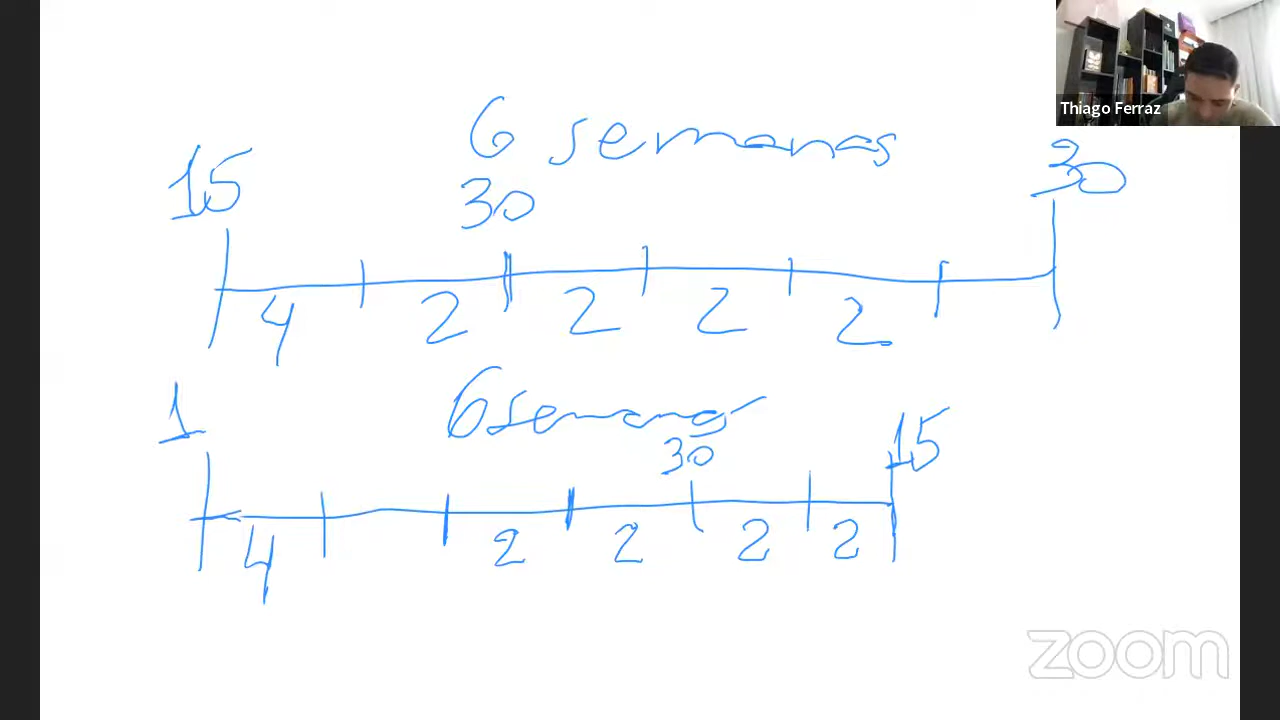 Thiago Ferraz
6 semanas
15 30 30
4 2 2 2 2
6 semanas
1 30 15
4 2 2 2 2
zoom